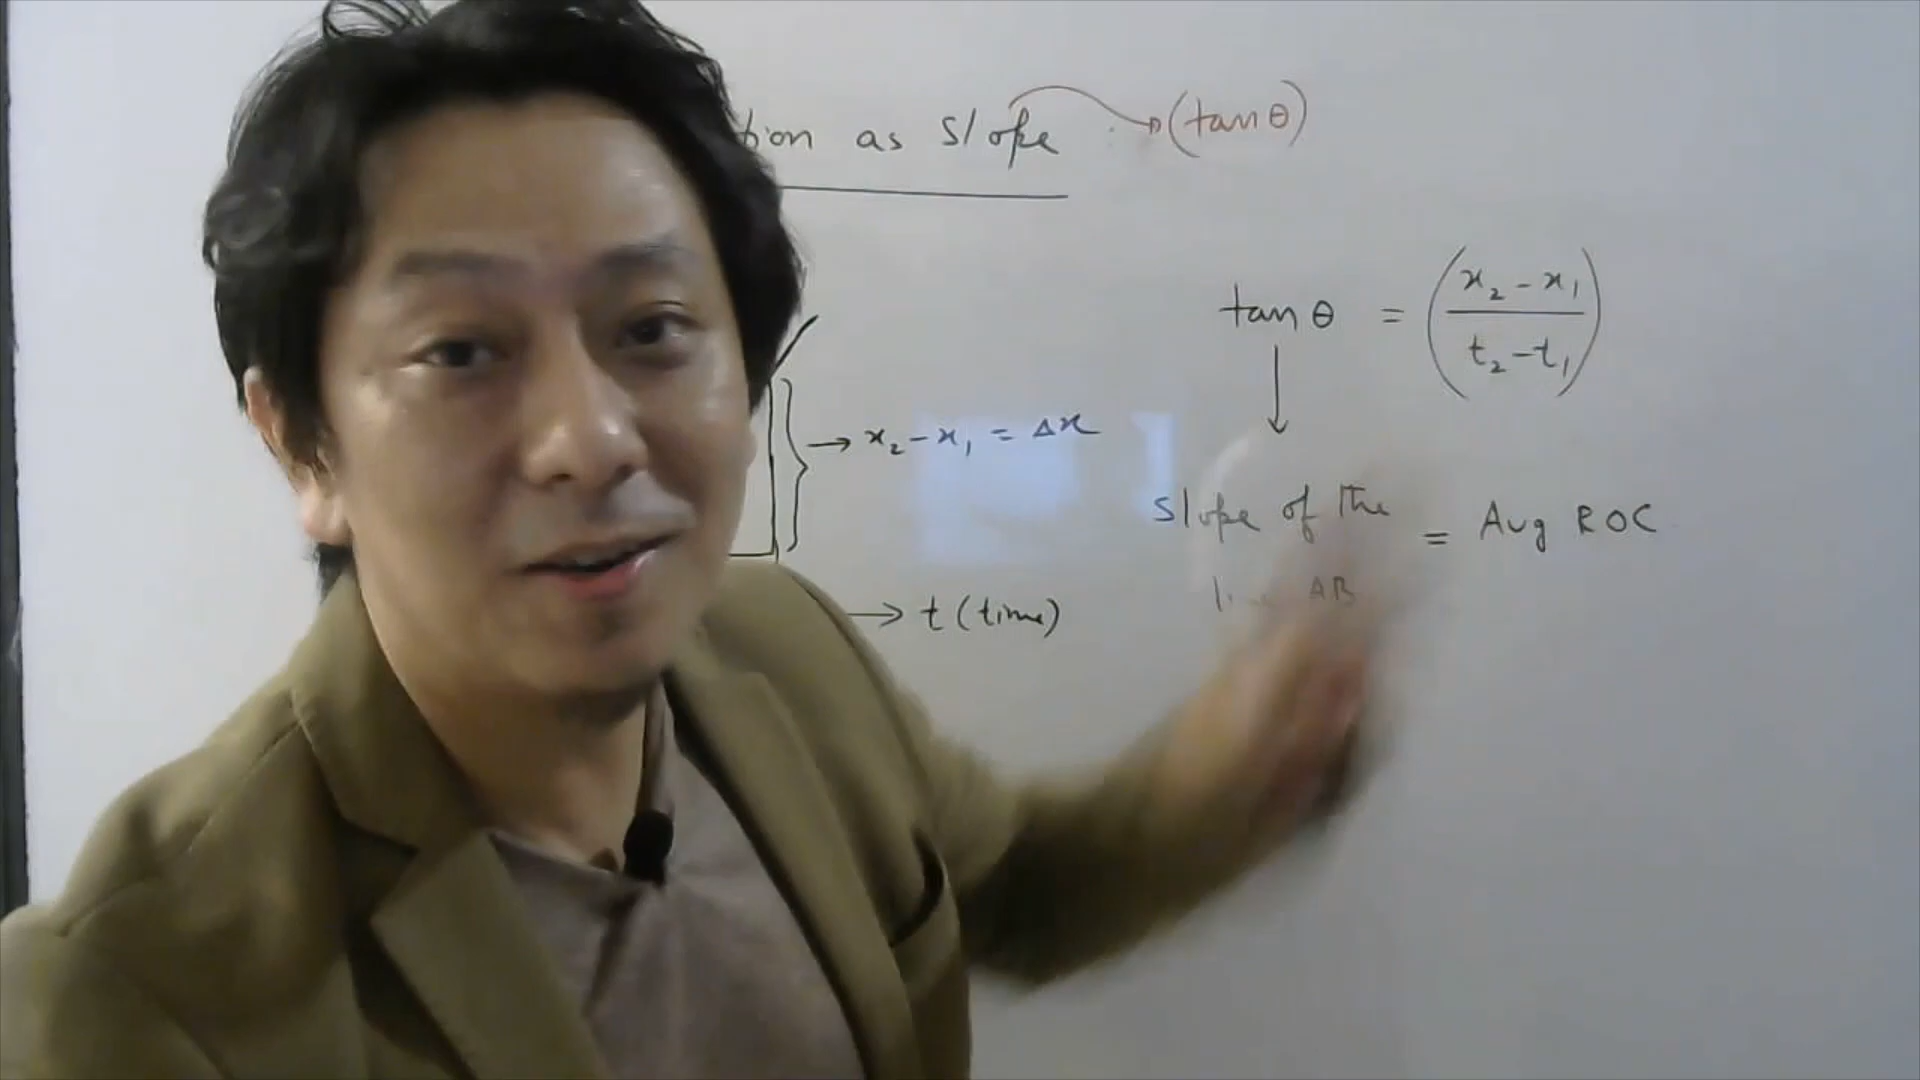 tion as Slope → (tan θ)
tan θ = (x₂ - x₁ / t₂ - t₁)
→ x₂ - x₁ = Δx
Slope of the = Avg ROC
AB
→ t (time)